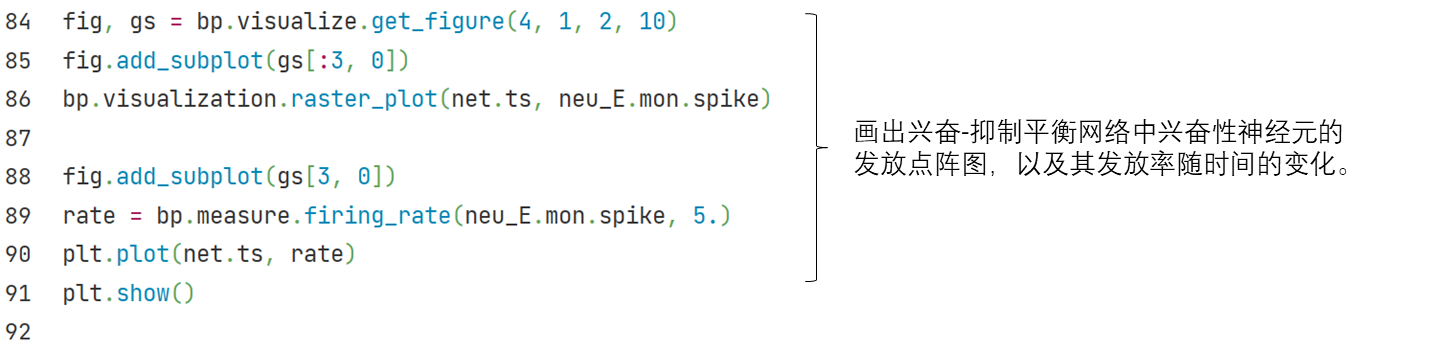 84 fig, gs = bp.visualize.get_figure(4, 1, 2, 10)
85 fig.add_subplot(gs[:3, 0])
86 bp.visualization.raster_plot(net.ts, neu_E.mon.spike)
87
88 fig.add_subplot(gs[3, 0])
89 rate = bp.measure.firing_rate(neu_E.mon.spike, 5.)
90 plt.plot(net.ts, rate)
91 plt.show()
92
画出兴奋-抑制平衡网络中兴奋性神经元的
发放点阵图，以及其发放率随时间的变化。